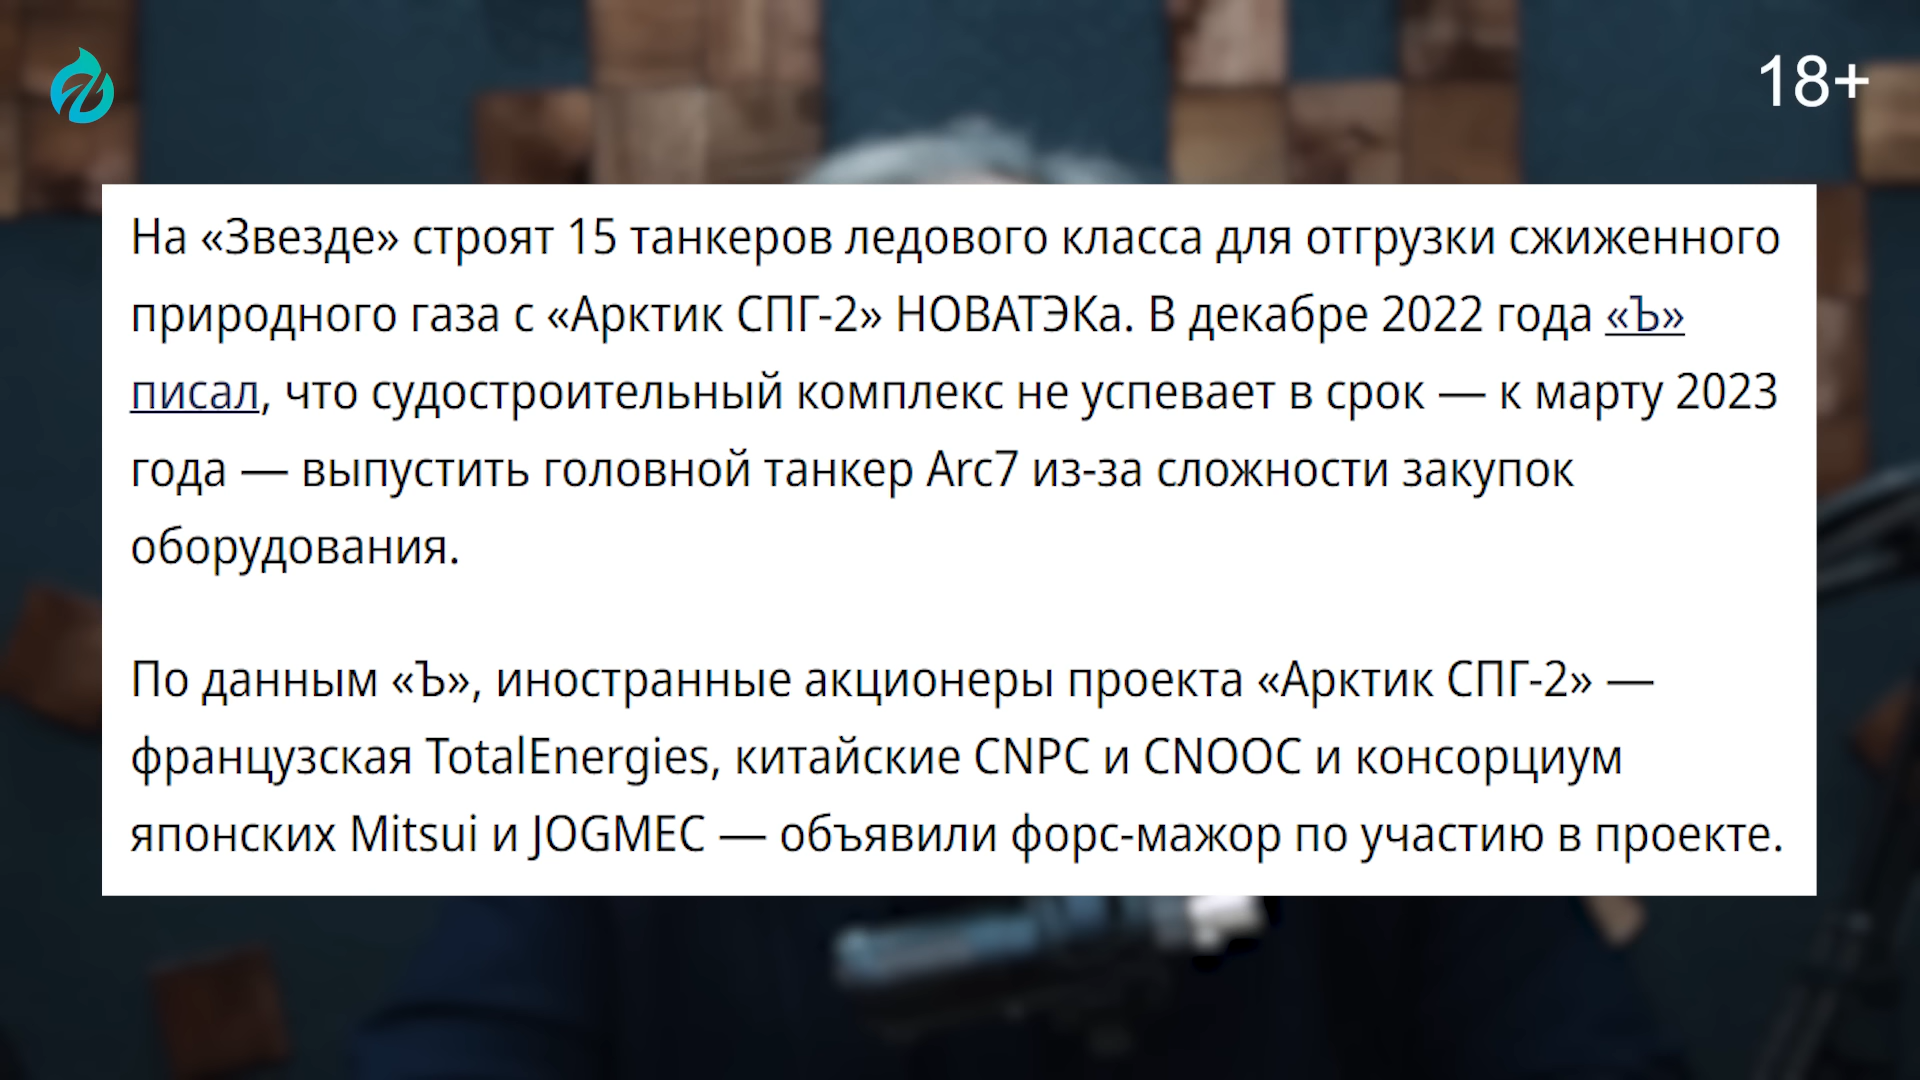 18+
На «Звезде» строят 15 танкеров ледового класса для отгрузки сжиженного
природного газа с «Арктик СПГ-2» НОВАТЭКа. В декабре 2022 года «Ъ»
писал, что судостроительный комплекс не успевает в срок — к марту 2023
года — выпустить головной танкер Arc7 из-за сложности закупок
оборудования.
По данным «Ъ», иностранные акционеры проекта «Арктик СПГ-2» —
французская TotalEnergies, китайские CNPC и CNOOC и консорциум
японских Mitsui и JOGMEC — объявили форс-мажор по участию в проекте.